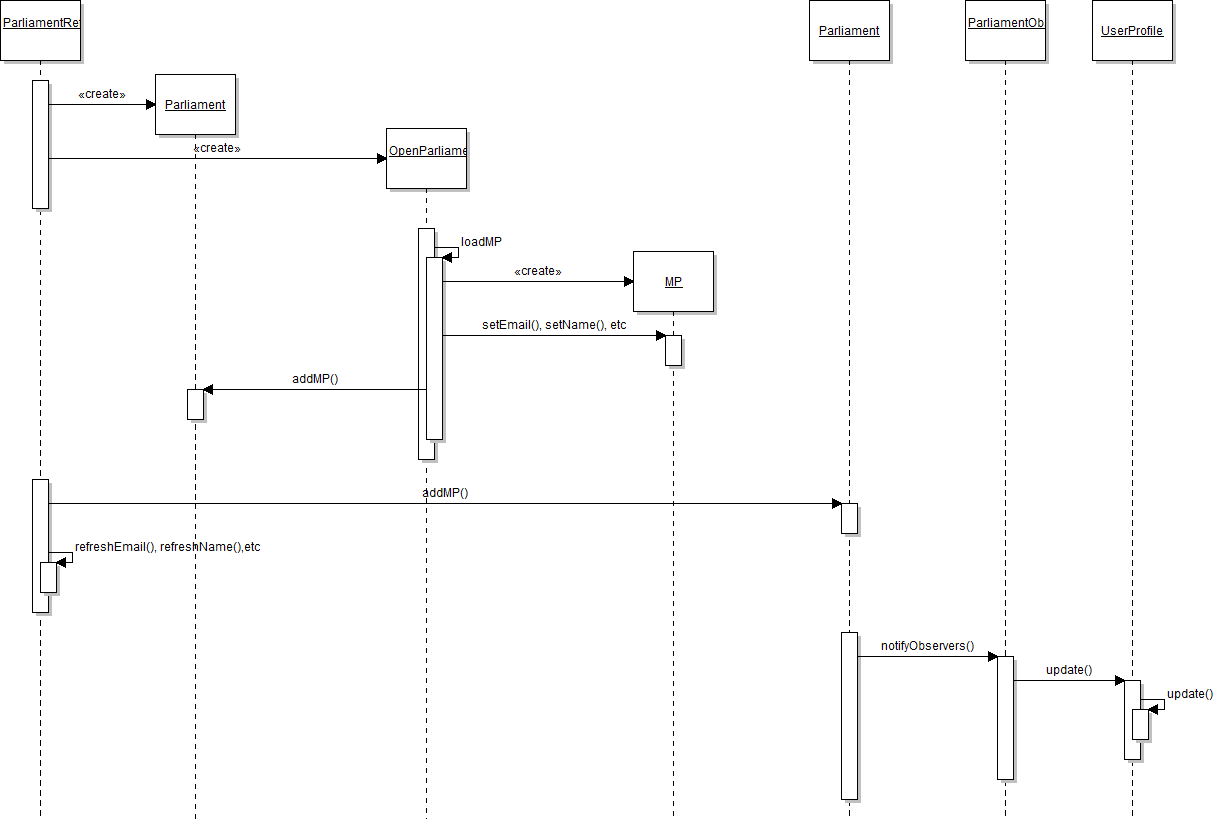 ParliamentRe
Parliament
ParliamentOb
UserProfile
«create»
Parliament
«create»
OpenParliame
loadMP
«create»
MP
setEmail(), setName(), etc
addMP()
addMP()
refreshEmail(), refreshName(),etc
notifyObservers()
update()
update()